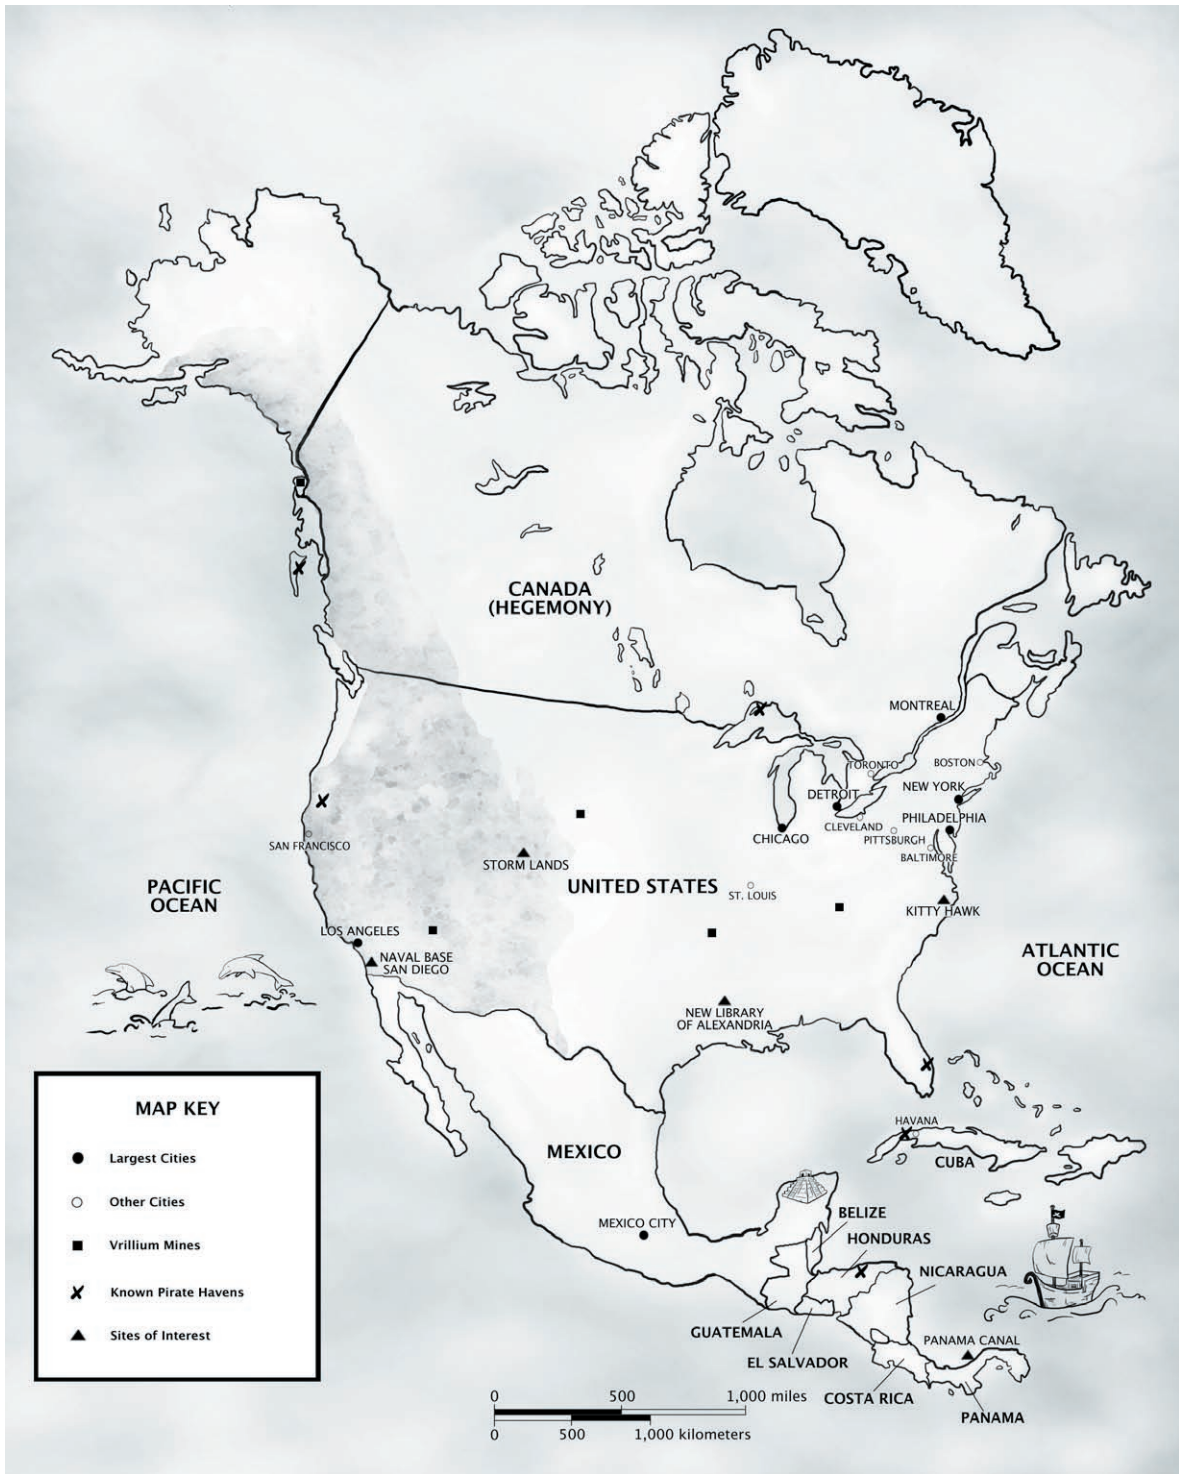 CANADA
(HEGEMONY)
MONTREAL
TORONTO
BOSTON
DETROIT
NEW YORK
CLEVELAND
PHILADELPHIA
CHICAGO
PITTSBURGH
BALTIMORE
SAN FRANCISCO
STORM LANDS
UNITED STATES
ST. LOUIS
KITTY HAWK
PACIFIC
OCEAN
LOS ANGELES
NAVAL BASE
SAN DIEGO
ATLANTIC
OCEAN
NEW LIBRARY
OF ALEXANDRIA
MEXICO
HAVANA
CUBA
MEXICO CITY
BELIZE
HONDURAS
NICARAGUA
GUATEMALA
EL SALVADOR
PANAMA CANAL
COSTA RICA
PANAMA
MAP KEY
Largest Cities
Other Cities
Vrillium Mines
Known Pirate Havens
Sites of Interest
0 500 1,000 miles
0 500 1,000 kilometers